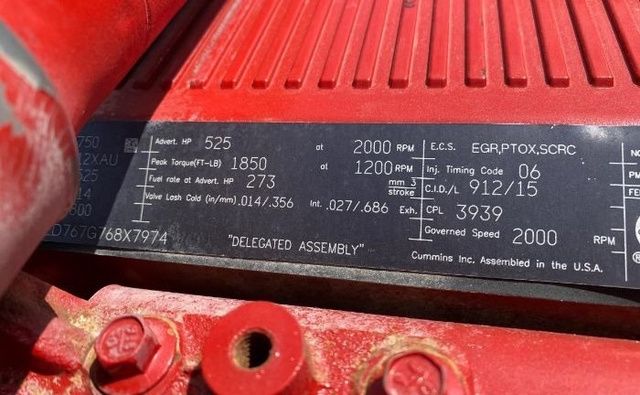 750
Advert. HP 525 at 2000 RPM
E.C.S. EGR,PTOX,SCRC
12XAU
Peak Torque(FT-LB) 1850 at 1200 RPM
Inj. Timing Code 06
525
Fuel rate at Advert. HP 273 mm 3 stroke
C.I.D./L 912/15
14
Valve Lash Cold (in/mm) .014/.356 Int. .027/.686 Exh.
CPL 3939
Governed Speed 2000 RPM
D767G768X7974
"DELEGATED ASSEMBLY"
Cummins Inc. Assembled in the U.S.A.